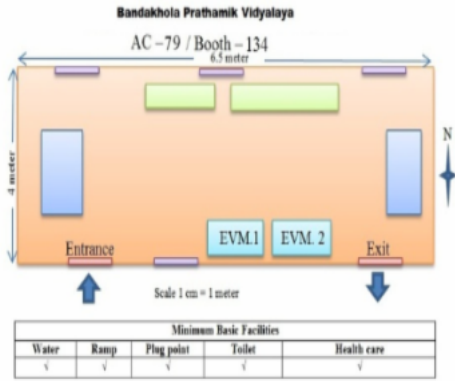 Bandakhola Prathamik Vidyalaya
AC -79 / Booth -134
6.5 meter
4 meter
N
EVM.1 EVM. 2
Entrance Exit
Scale 1 cm = 1 meter
Minimum Basic Facilities
Water Ramp Plug point Toilet Health care
√ √ √ √ √